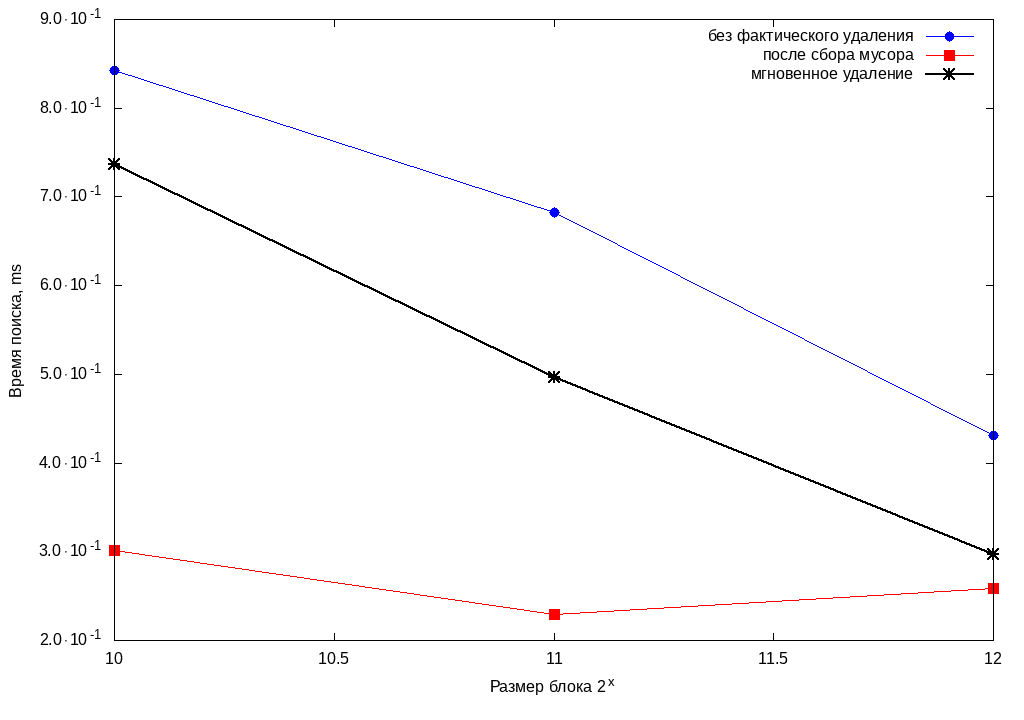 9.0·10^-1
8.0·10^-1
7.0·10^-1
6.0·10^-1
5.0·10^-1
4.0·10^-1
3.0·10^-1
2.0·10^-1
без фактического удаления
после сбора мусора
мгновенное удаление
Время поиска, ms
10 10.5 11 11.5 12
Размер блока 2^x